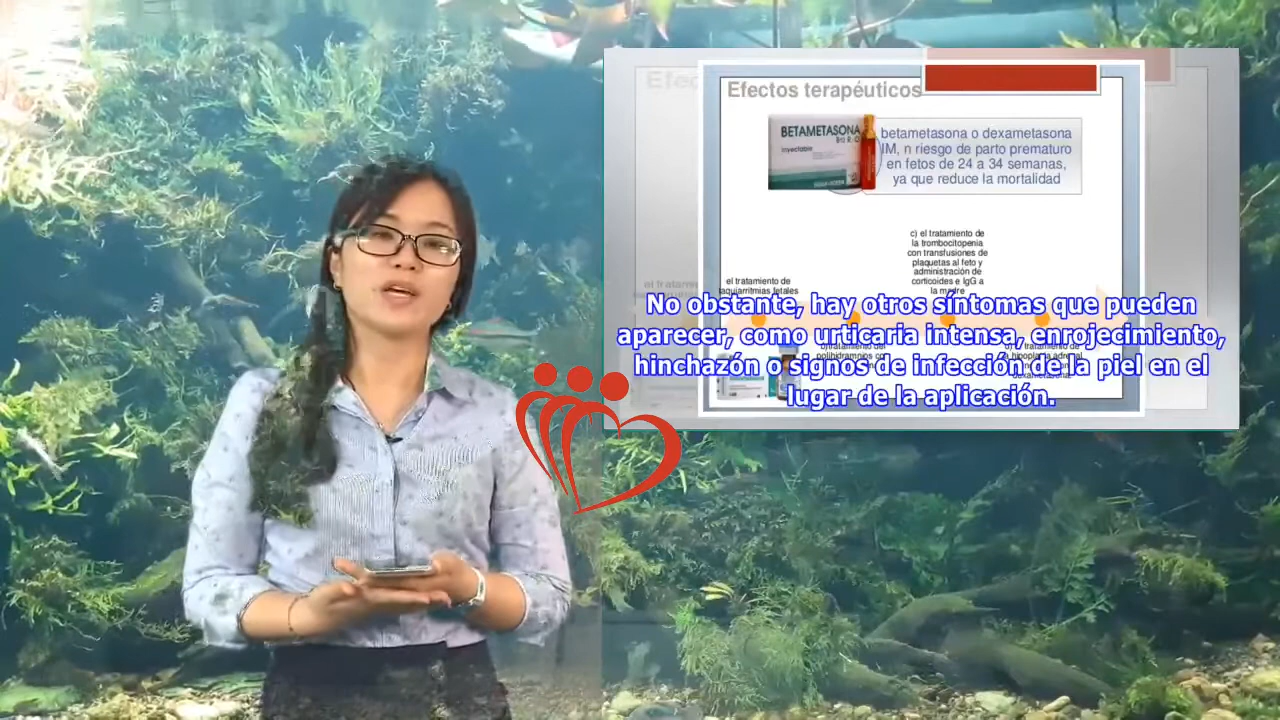 Efectos terapéuticos
BETAMETASONA
inyectable
betametasona o dexametasona
IM, n riesgo de parto prematuro
en fetos de 24 a 34 semanas,
ya que reduce la mortalidad
c) el tratamiento de
la trombocitopenia
con transfusiones de
plaquetas al feto y
administración de
corticoides e IgG a
la madre
el tratamiento de
taquiarritmias fetales
No obstante, hay otros síntomas que pueden
aparecer, como urticaria intensa, enrojecimiento,
hinchazón o signos de infección de la piel en el
lugar de la aplicación.